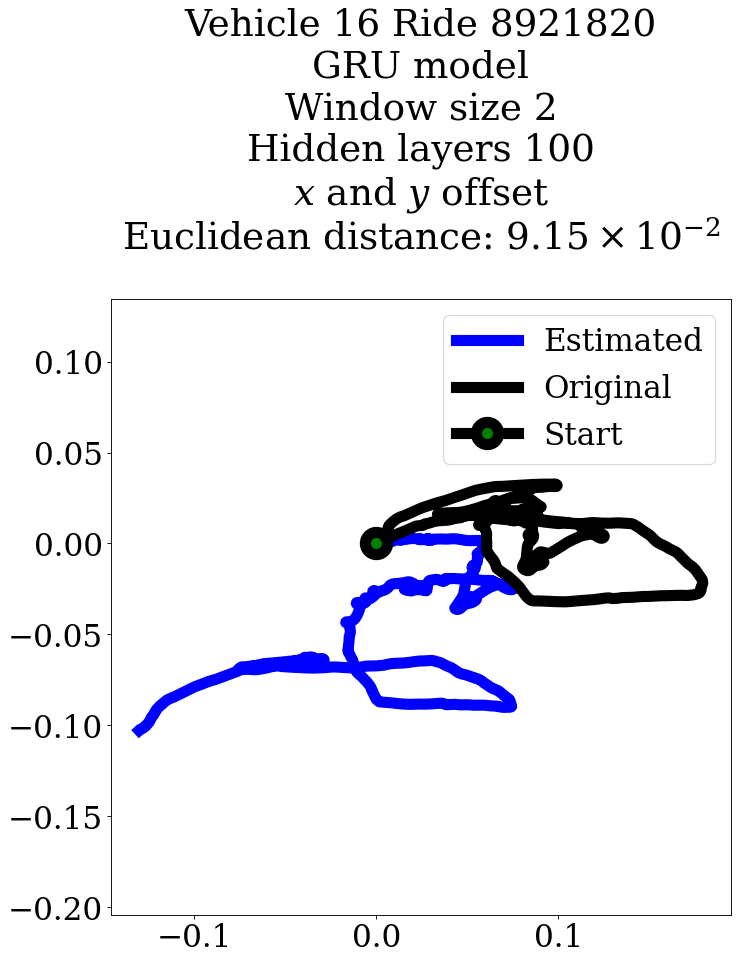 Vehicle 16 Ride 8921820
GRU model
Window size 2
Hidden layers 100
x and y offset
Euclidean distance: 9.15 × 10⁻²
Estimated
Original
Start
0.10
0.05
0.00
−0.05
−0.10
−0.15
−0.20
−0.1
0.0
0.1